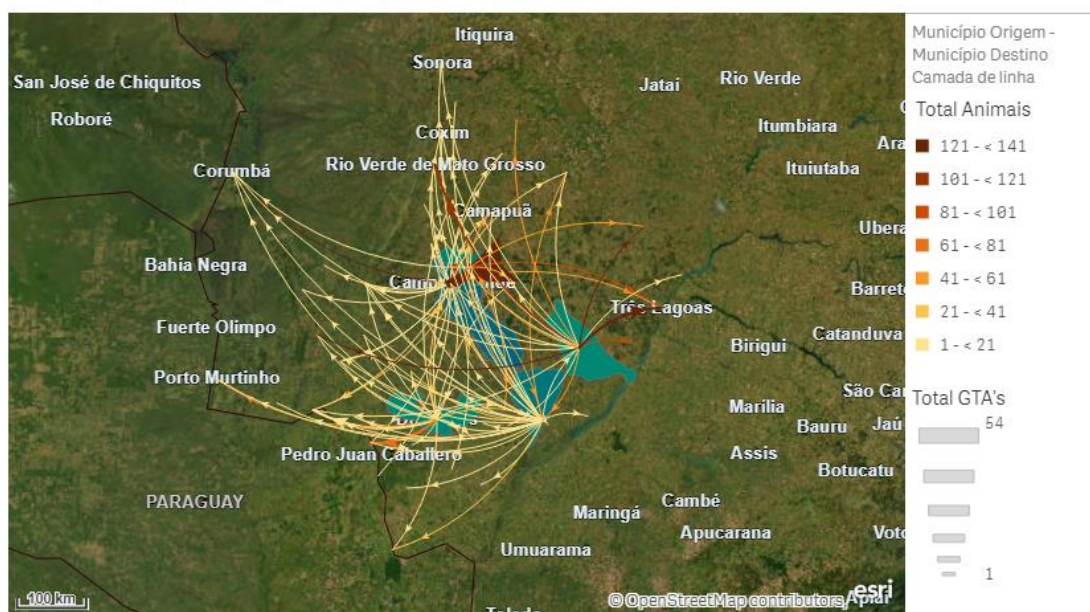 Itiquira
Sonora
San José de Chiquitos
Jataí
Rio Verde
Roboré
Coxim
Itumbiara
Rio Verde de Mato Grosso
Ituiutaba
Corumbá
Camapuã
Bahia Negra
Três Lagoas
Fuerte Olimpo
Birigui
Catanduva
Porto Murtinho
Marília
Bauru
Jaú
Pedro Juan Caballero
Assis
Botucatu
PARAGUAY
Cambé
Maringá
Apucarana
Umuarama
100 km
© OpenStreetMap contributors
esri
Município Origem -
Município Destino
Camada de linha
Total Animais
121 - < 141
101 - < 121
81 - < 101
61 - < 81
41 - < 61
21 - < 41
1 - < 21
Total GTA's
54
1